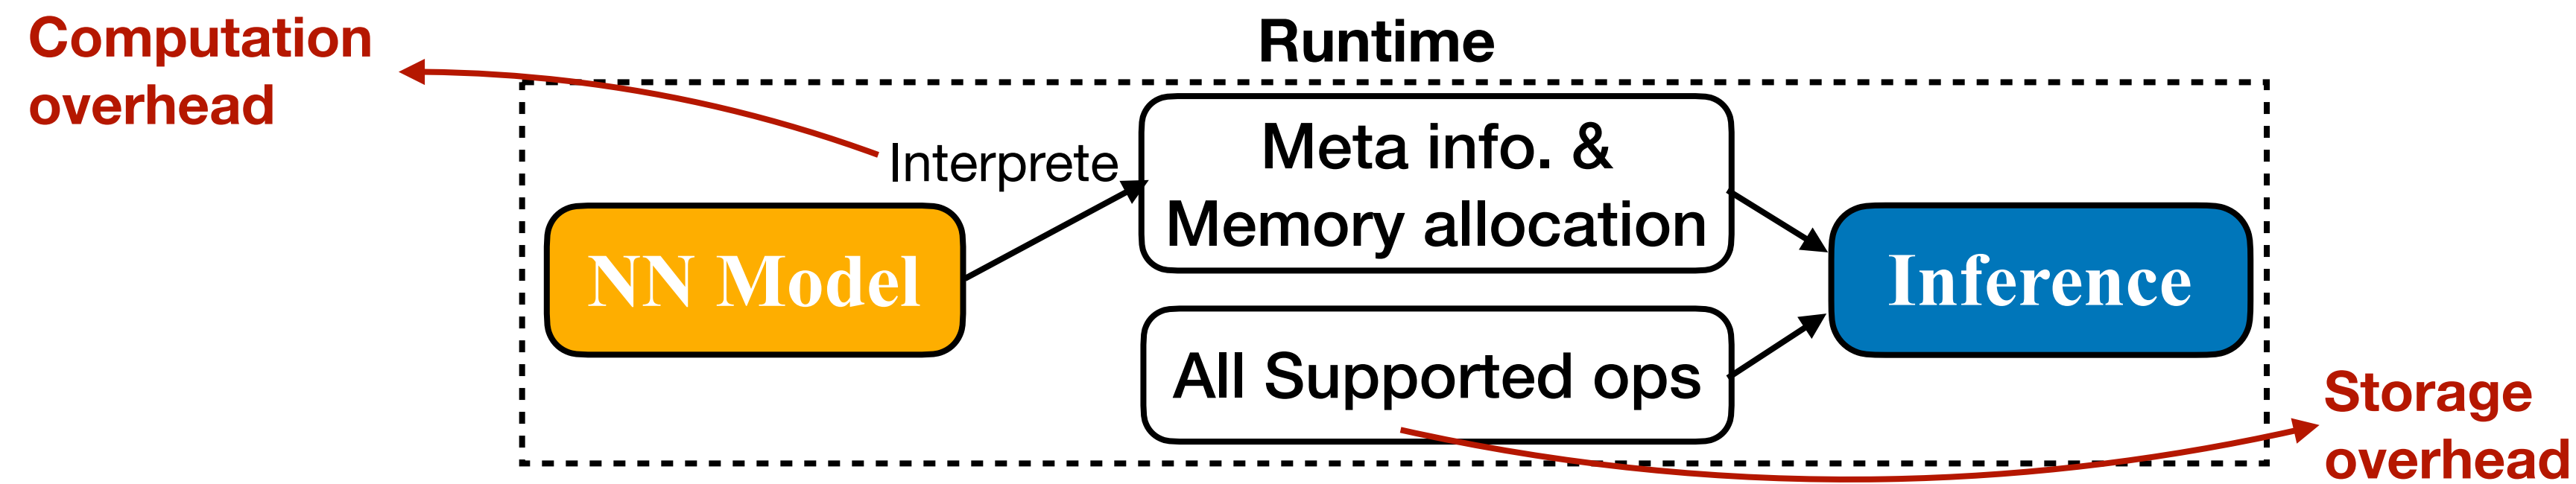 Computation
overhead
Runtime
Interprete
Meta info. &
Memory allocation
NN Model
Inference
All Supported ops
Storage
overhead